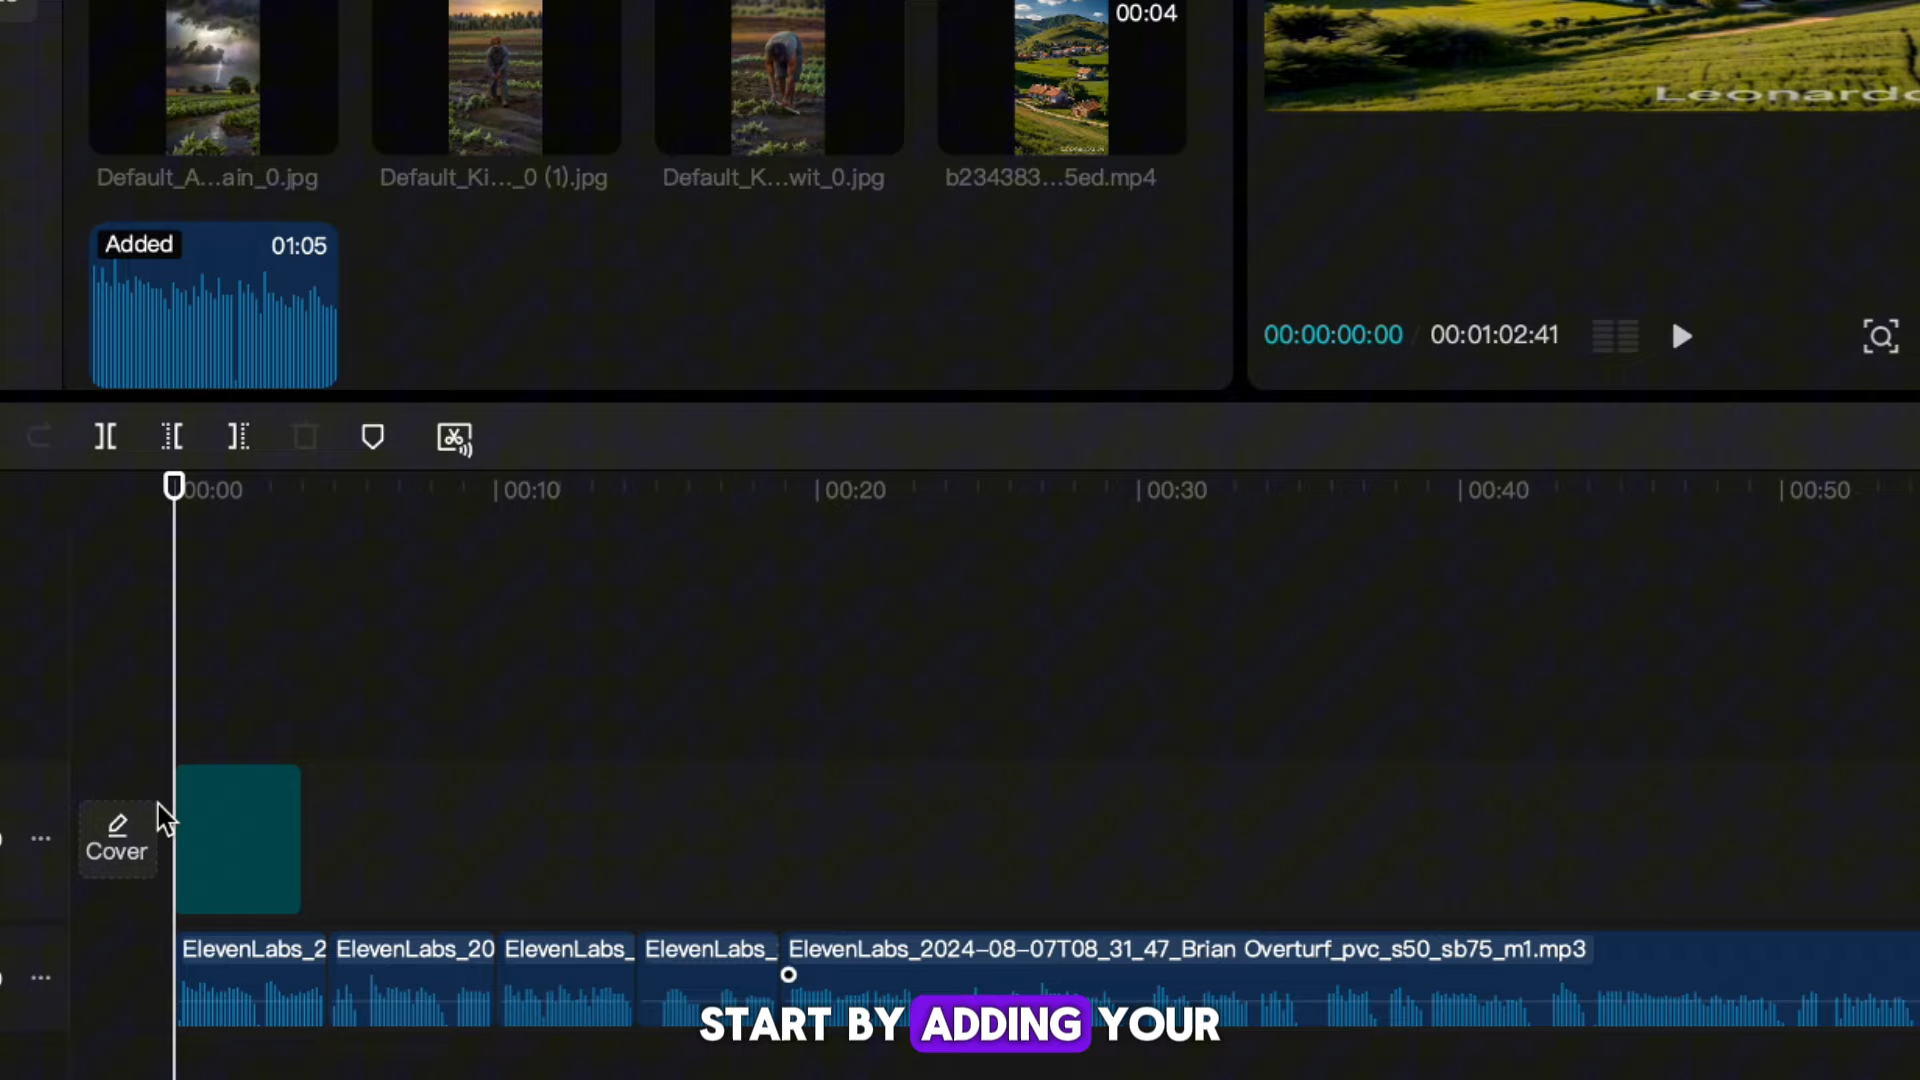 00:04
Leonardo
Default_A...ain_0.jpg
Default_Ki..._0 (1).jpg
Default_K...wit_0.jpg
b234383...5ed.mp4
Added
01:05
00:00:00:00 / 00:01:02:41
00:00
00:10
00:20
00:30
00:40
00:50
Cover
ElevenLabs_2
ElevenLabs_20
ElevenLabs_
ElevenLabs_
ElevenLabs_2024-08-07T08_31_47_Brian Overturf_pvc_s50_sb75_m1.mp3
START BY ADDING YOUR